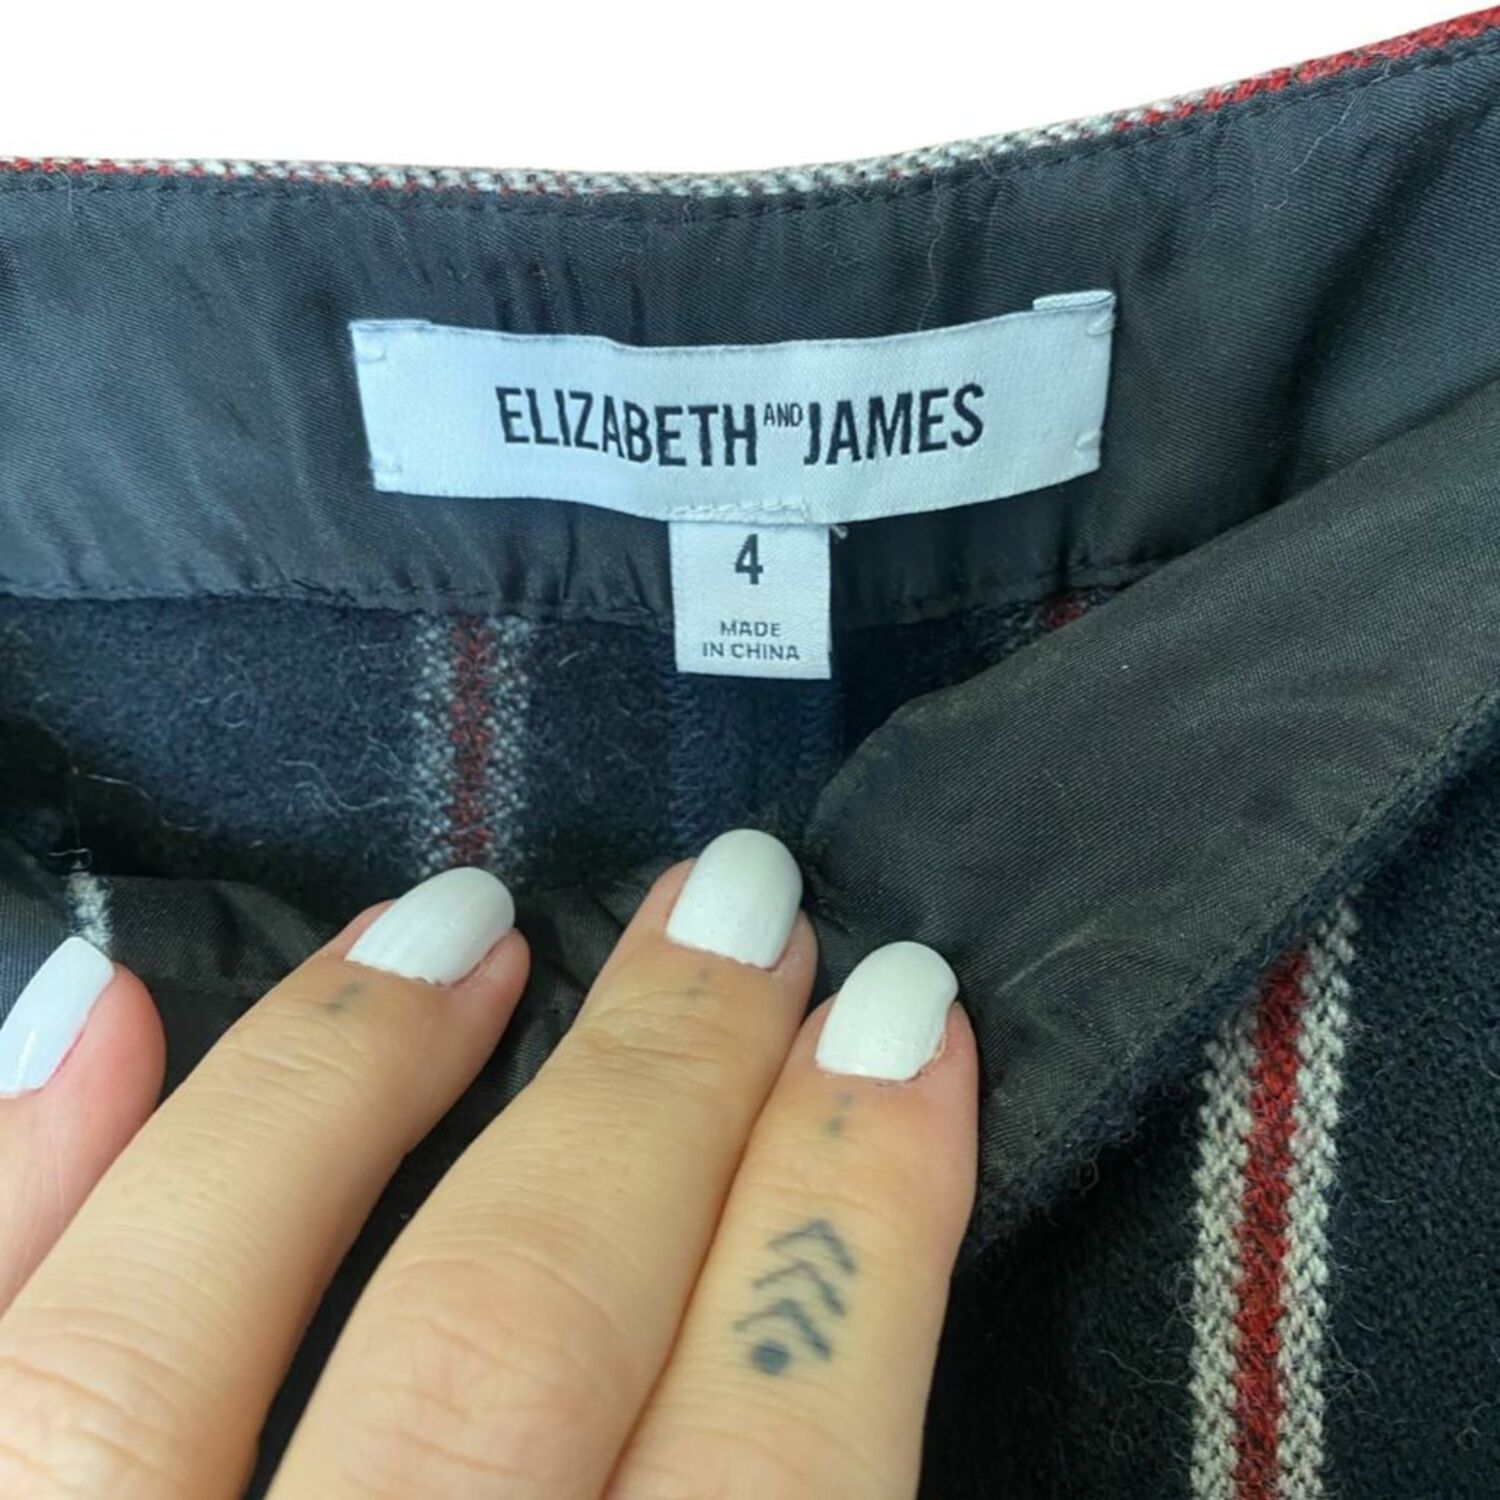 ELIZABETH AND JAMES
4
MADE
IN CHINA